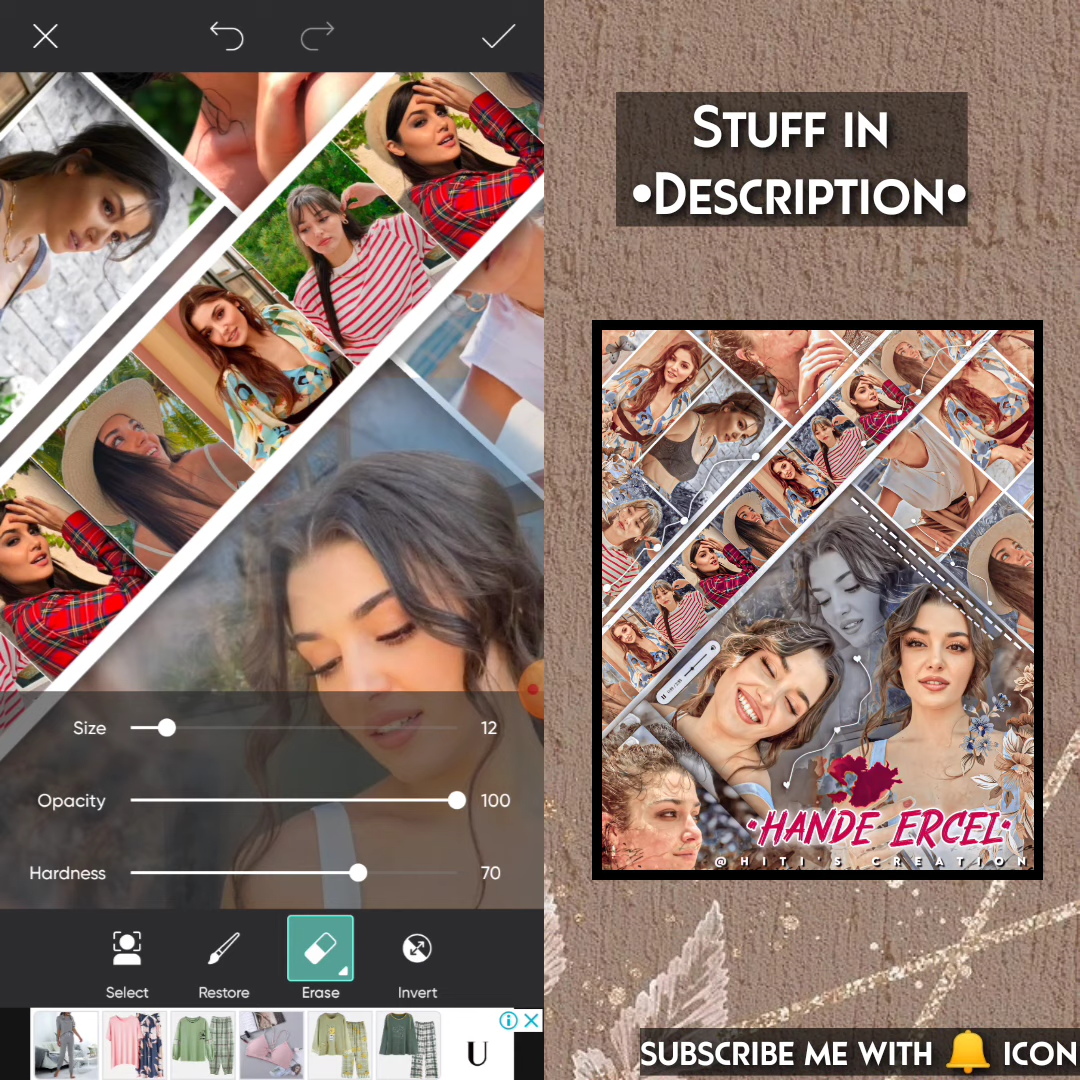 Size
12
Opacity
100
Hardness
70
Select
Restore
Erase
Invert
U
STUFF IN
•DESCRIPTION•
•HANDE ERCEL•
@HITI'S CREATION
SUBSCRIBE ME WITH 🔔 ICON